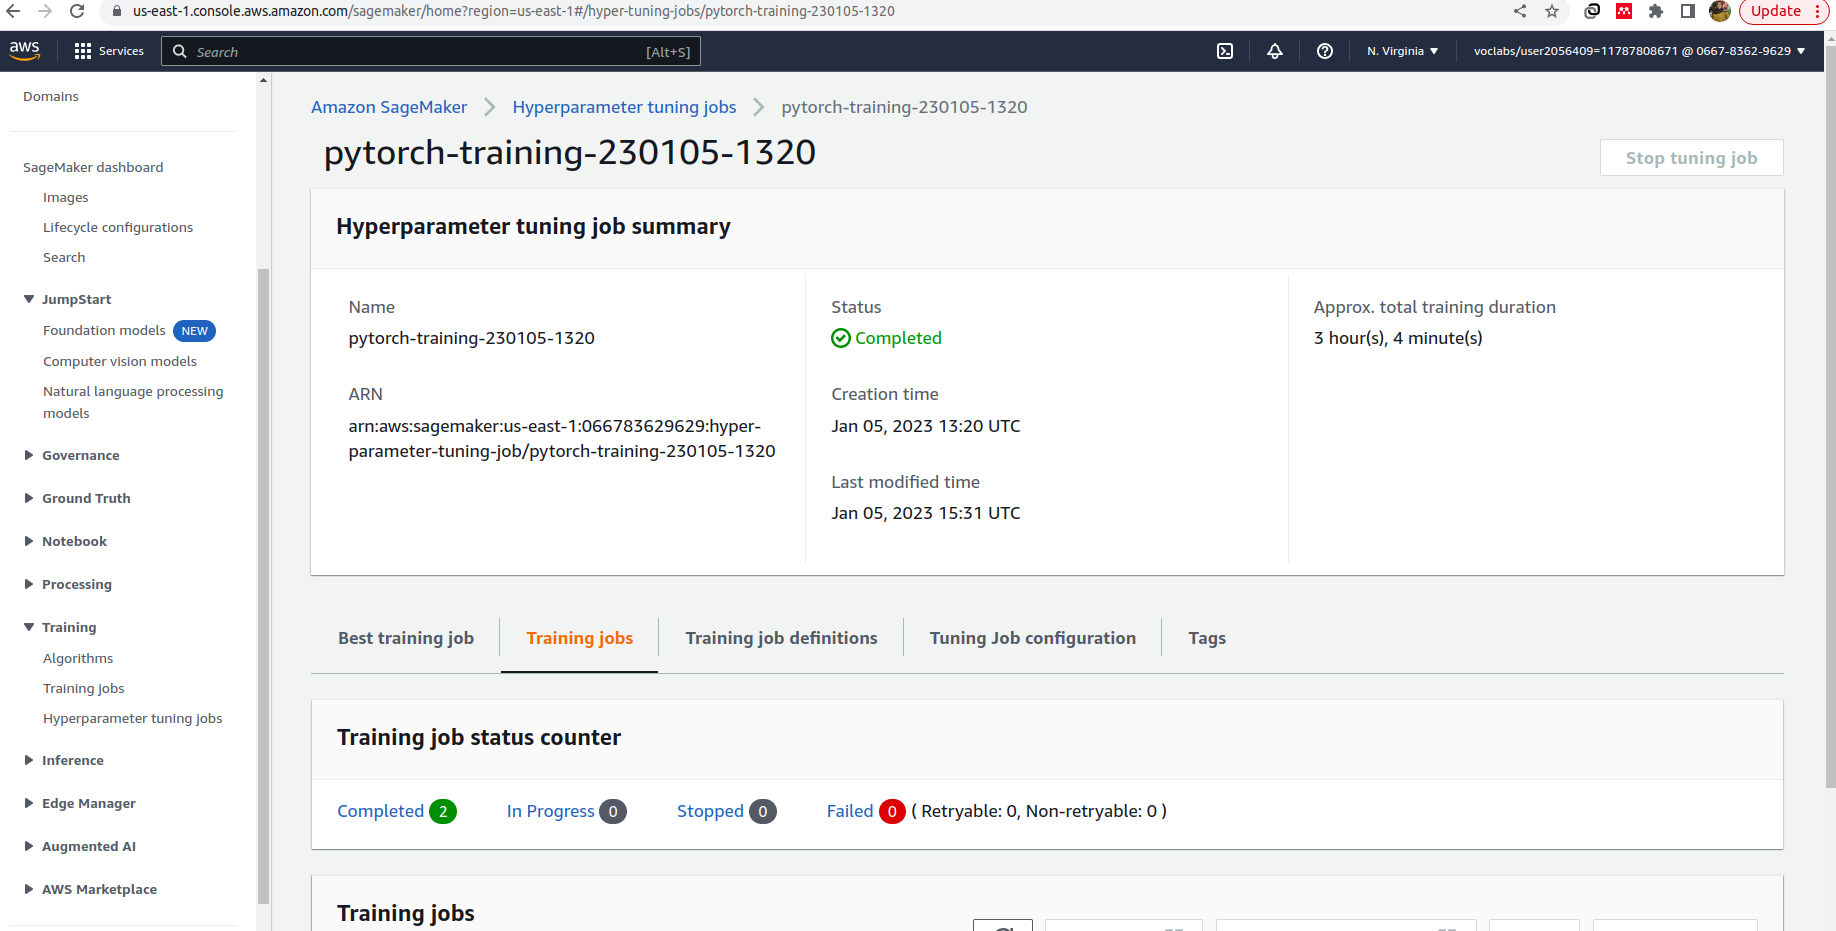 us-east-1.console.aws.amazon.com/sagemaker/home?region=us-east-1#/hyper-tuning-jobs/pytorch-training-230105-1320
Update
aws
Services
Search
[Alt+S]
N. Virginia
voclabs/user2056409=11787808671 @ 0667-8362-9629
Domains
SageMaker dashboard
Images
Lifecycle configurations
Search
JumpStart
Foundation models NEW
Computer vision models
Natural language processing
models
Governance
Ground Truth
Notebook
Processing
Training
Algorithms
Training jobs
Hyperparameter tuning jobs
Inference
Edge Manager
Augmented AI
AWS Marketplace
Amazon SageMaker
Hyperparameter tuning jobs
pytorch-training-230105-1320
pytorch-training-230105-1320
Stop tuning job
Hyperparameter tuning job summary
Name
pytorch-training-230105-1320
ARN
arn:aws:sagemaker:us-east-1:066783629629:hyper-
parameter-tuning-job/pytorch-training-230105-1320
Status
Completed
Creation time
Jan 05, 2023 13:20 UTC
Last modified time
Jan 05, 2023 15:31 UTC
Approx. total training duration
3 hour(s), 4 minute(s)
Best training job
Training jobs
Training job definitions
Tuning Job configuration
Tags
Training job status counter
Completed 2
In Progress 0
Stopped 0
Failed 0 ( Retryable: 0, Non-retryable: 0 )
Training jobs